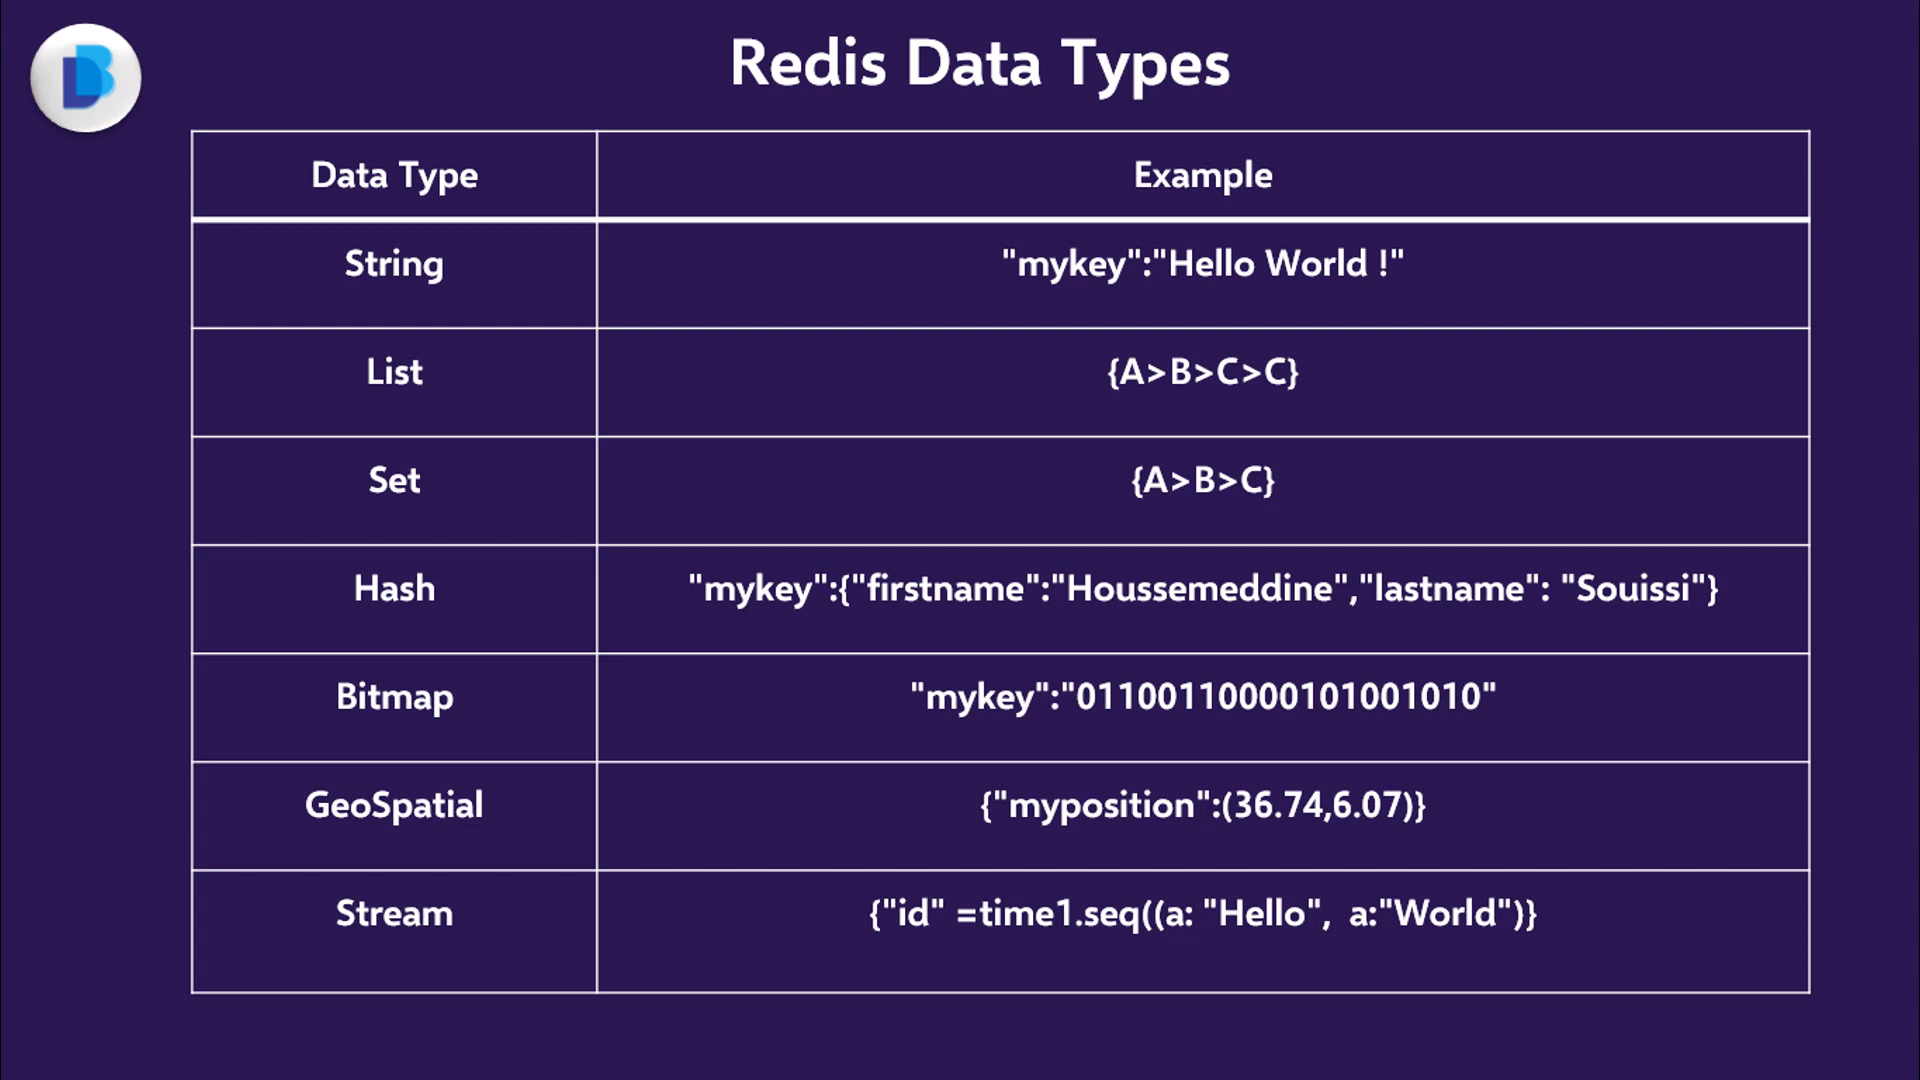 Redis Data Types
Data Type Example
String "mykey":"Hello World !"
List {A>B>C>C}
Set {A>B>C}
Hash "mykey":{"firstname":"Houssemeddine","lastname": "Souissi"}
Bitmap "mykey":"01100110000101001010"
GeoSpatial {"myposition":(36.74,6.07)}
Stream {"id" =time1.seq((a: "Hello", a:"World")}